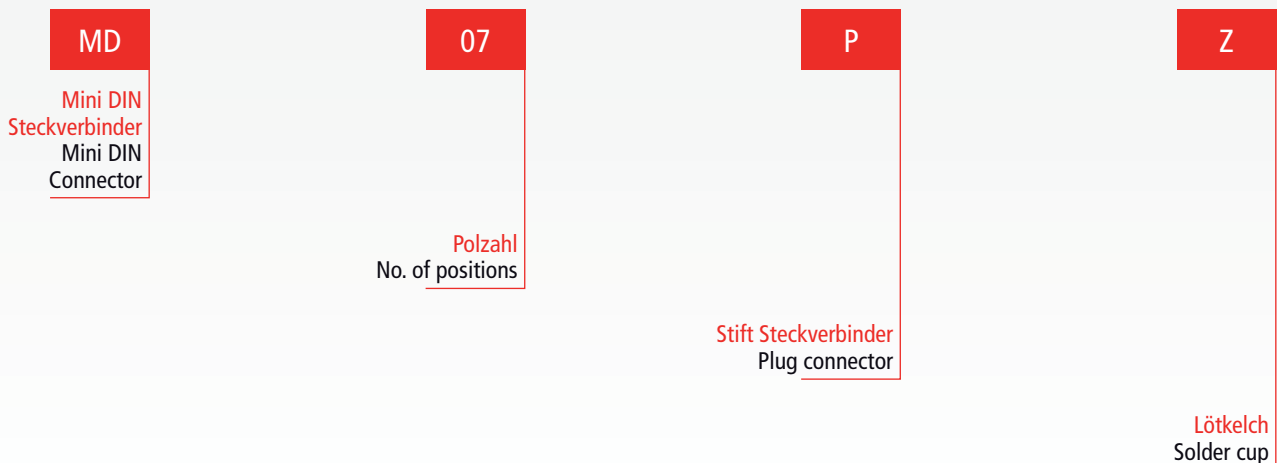 MD
07
P
Z
Mini DIN
Steckverbinder
Mini DIN
Connector
Polzahl
No. of positions
Stift Steckverbinder
Plug connector
Lötkelch
Solder cup